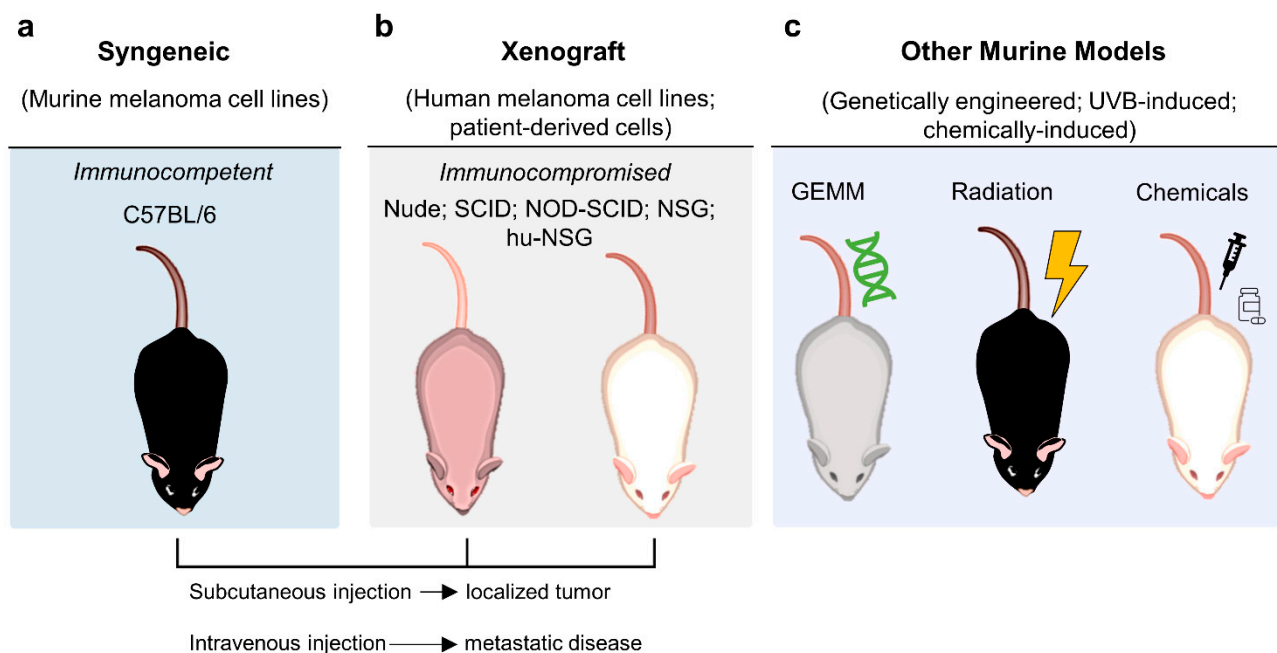 a
Syngeneic
(Murine melanoma cell lines)
Immunocompetent
C57BL/6
b
Xenograft
(Human melanoma cell lines;
patient-derived cells)
Immunocompromised
Nude; SCID; NOD-SCID; NSG;
hu-NSG
c
Other Murine Models
(Genetically engineered; UVB-induced;
chemically-induced)
GEMM
Radiation
Chemicals
Subcutaneous injection → localized tumor
Intravenous injection → metastatic disease